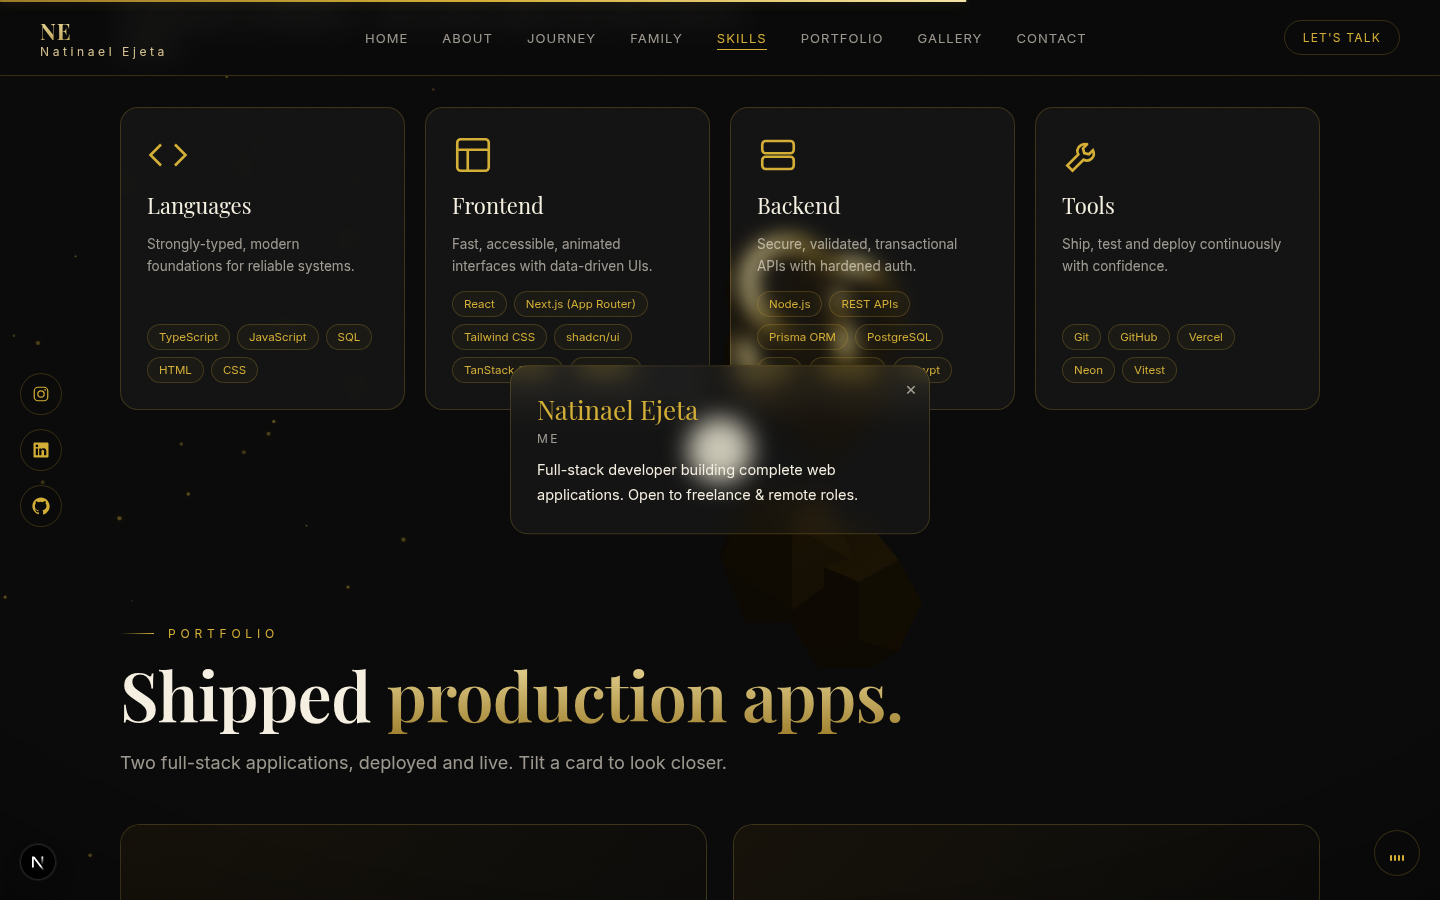 NE
Natinael Ejeta
HOME ABOUT JOURNEY FAMILY SKILLS PORTFOLIO GALLERY CONTACT
LET'S TALK
Languages
Strongly-typed, modern
foundations for reliable systems.
TypeScript JavaScript SQL
HTML CSS
Frontend
Fast, accessible, animated
interfaces with data-driven UIs.
React Next.js (App Router)
Tailwind CSS shadcn/ui
TanStack
Backend
Secure, validated, transactional
APIs with hardened auth.
Node.js REST APIs
Prisma ORM PostgreSQL
Tools
Ship, test and deploy continuously
with confidence.
Git GitHub Vercel
Neon Vitest
Natinael Ejeta
×
ME
Full-stack developer building complete web
applications. Open to freelance & remote roles.
PORTFOLIO
Shipped production apps.
Two full-stack applications, deployed and live. Tilt a card to look closer.
N